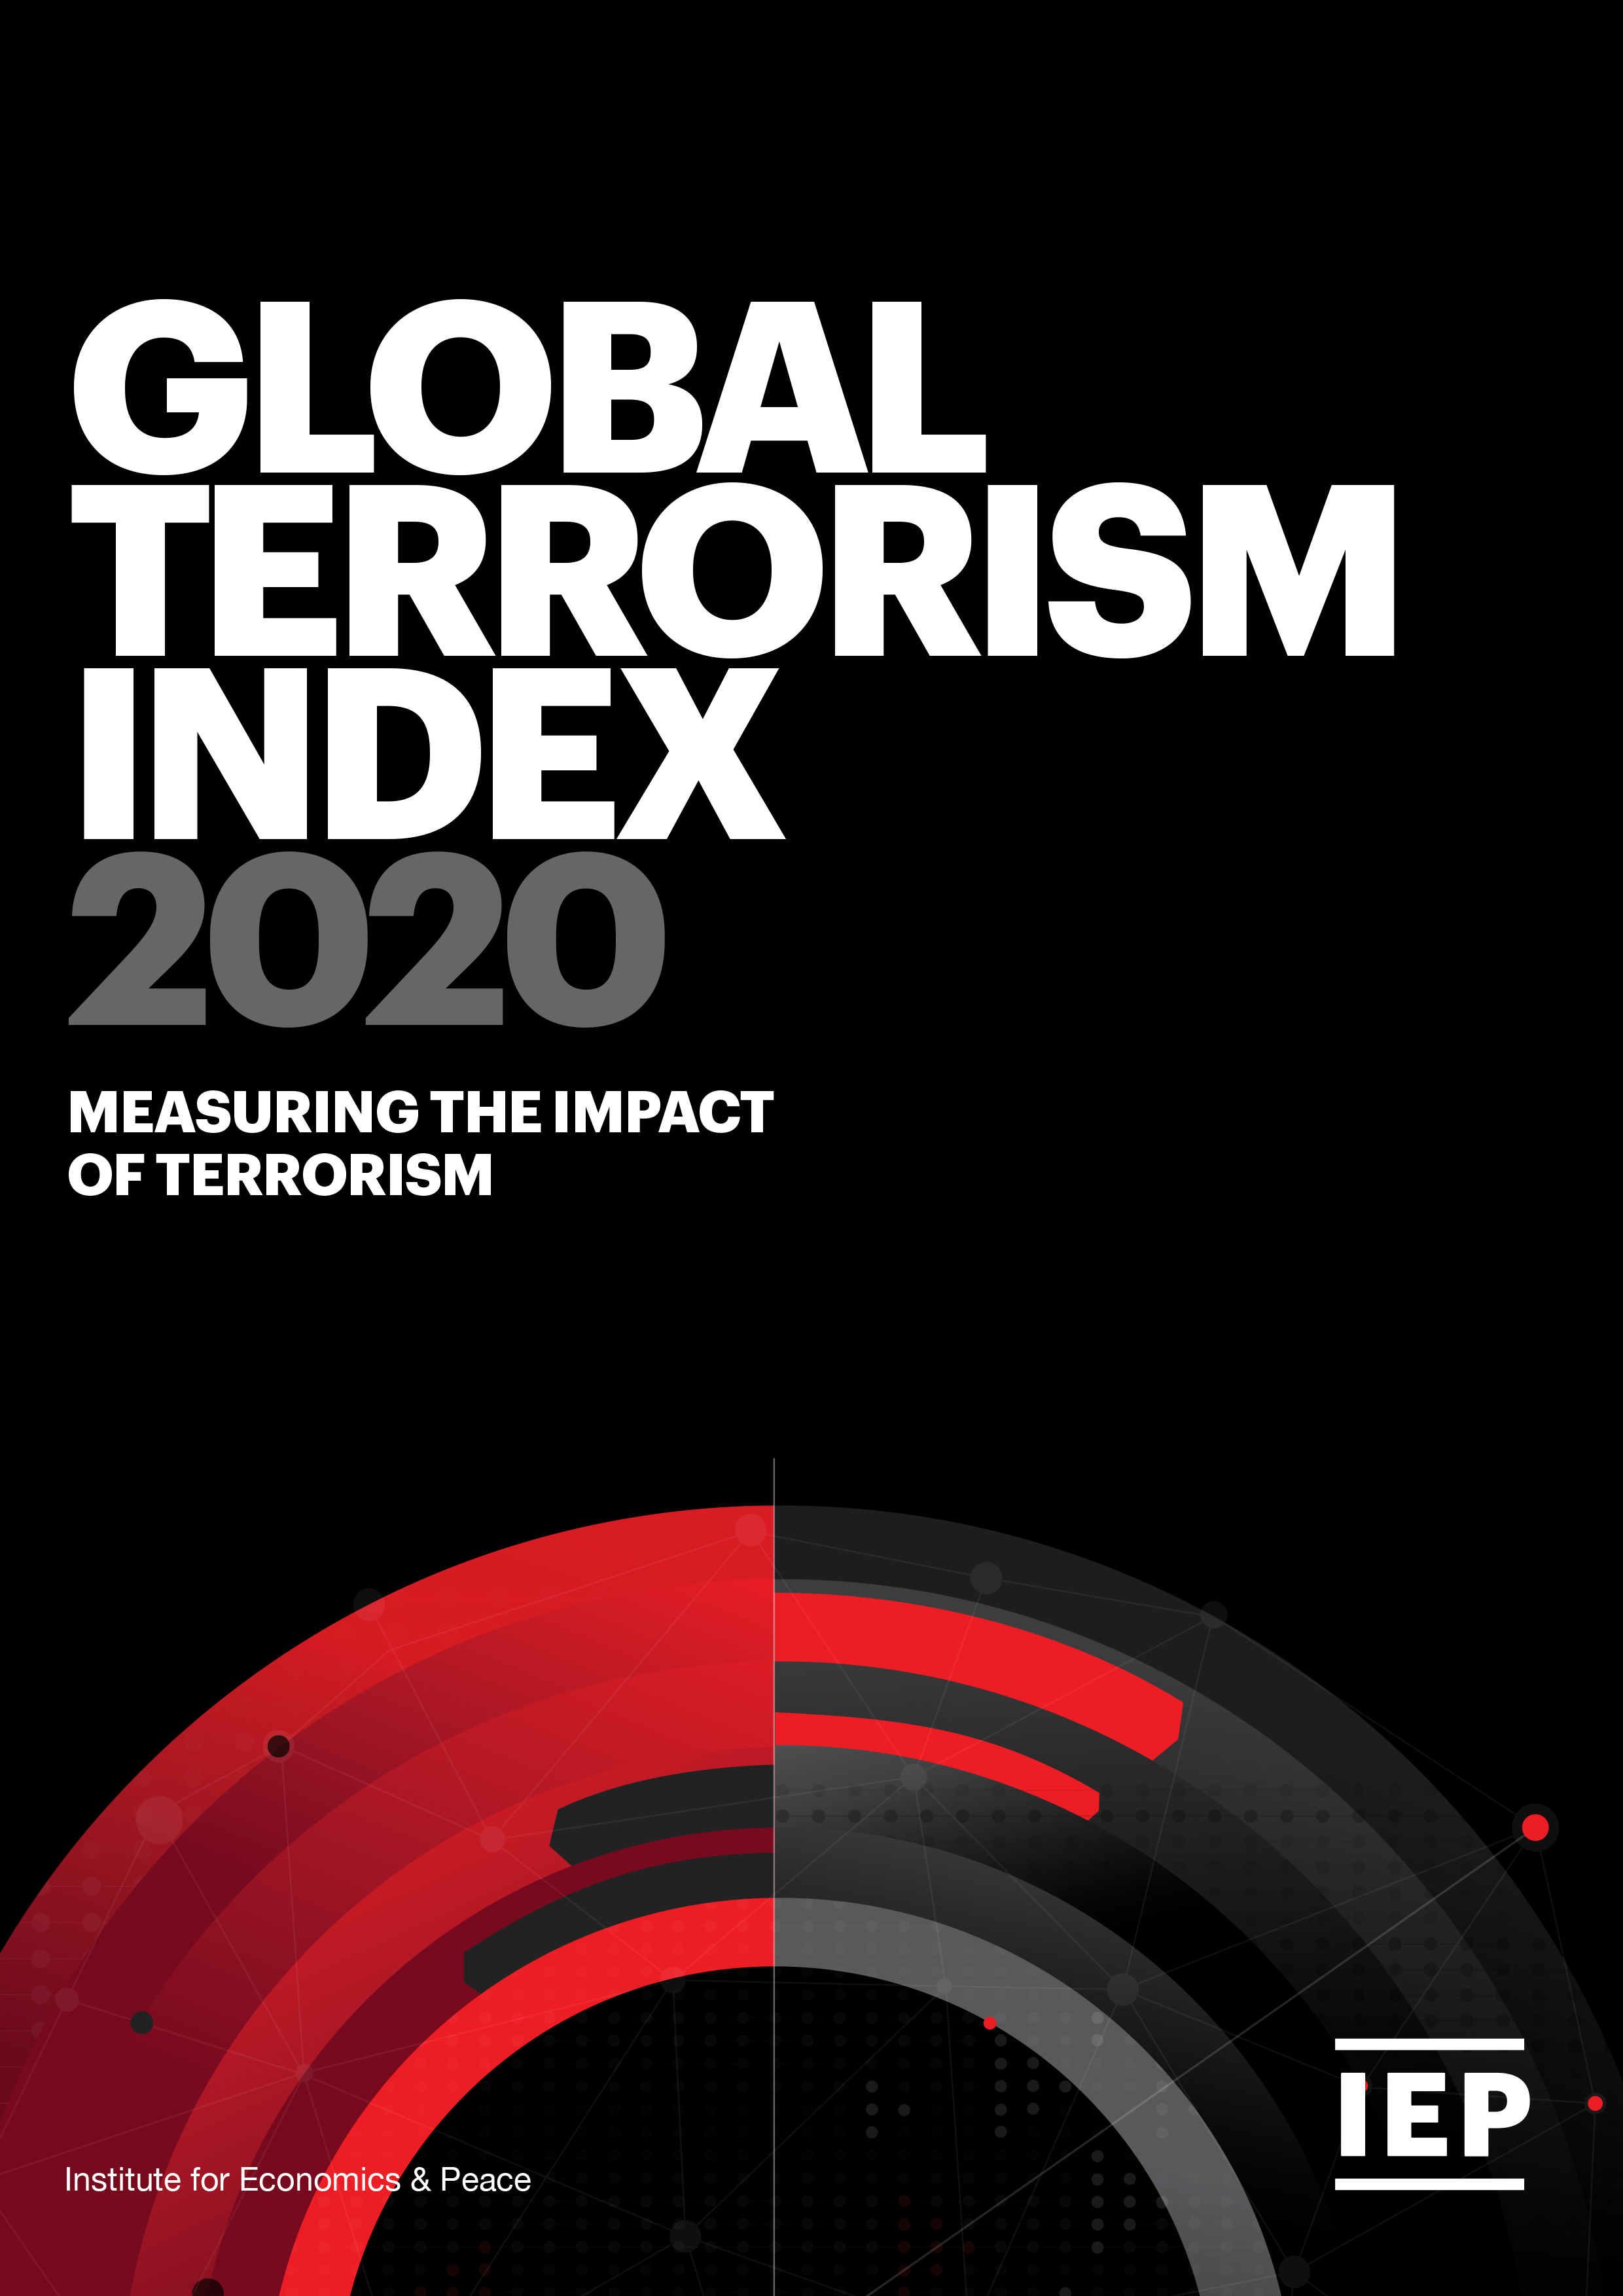 GLOBAL
TERRORISM
INDEX
2020
MEASURING THE IMPACT
OF TERRORISM
Institute for Economics & Peace
IEP